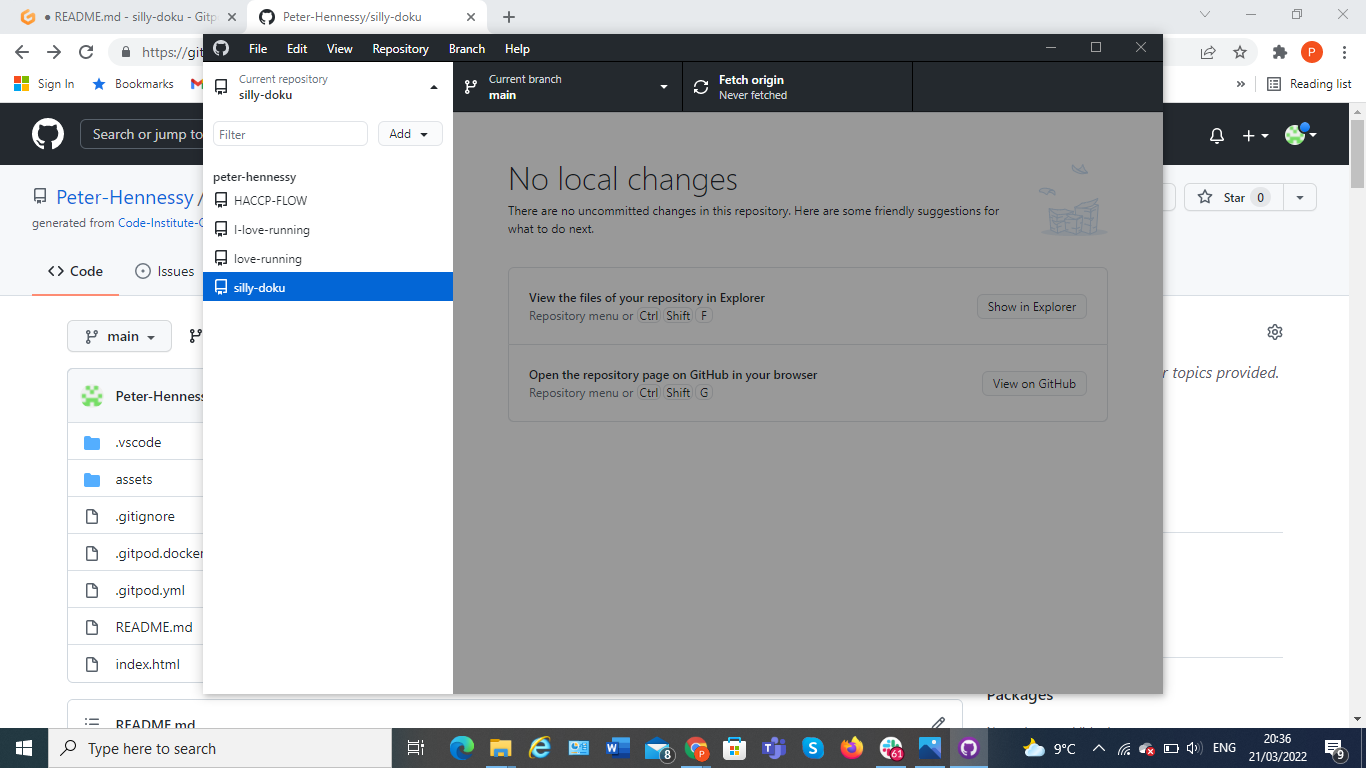 ● README.md - silly-doku - Gitp
Peter-Hennessy/silly-doku
https://git
Sign In
Bookmarks
Reading list
File Edit View Repository Branch Help
Current repository
silly-doku
Current branch
main
Fetch origin
Never fetched
Filter
Add
peter-hennessy
HACCP-FLOW
I-love-running
love-running
silly-doku
No local changes
There are no uncommitted changes in this repository. Here are some friendly suggestions for
what to do next.
View the files of your repository in Explorer
Repository menu or Ctrl Shift F
Show in Explorer
Open the repository page on GitHub in your browser
Repository menu or Ctrl Shift G
View on GitHub
Search or jump to
Peter-Hennessy /
generated from Code-Institute-
Star 0
Code
Issues
main
r topics provided.
Peter-Henness
.vscode
assets
.gitignore
.gitpod.docker
.gitpod.yml
README.md
index.html
README.md
Packages
Type here to search
8
P
61
9°C
ENG
20:36
21/03/2022
9